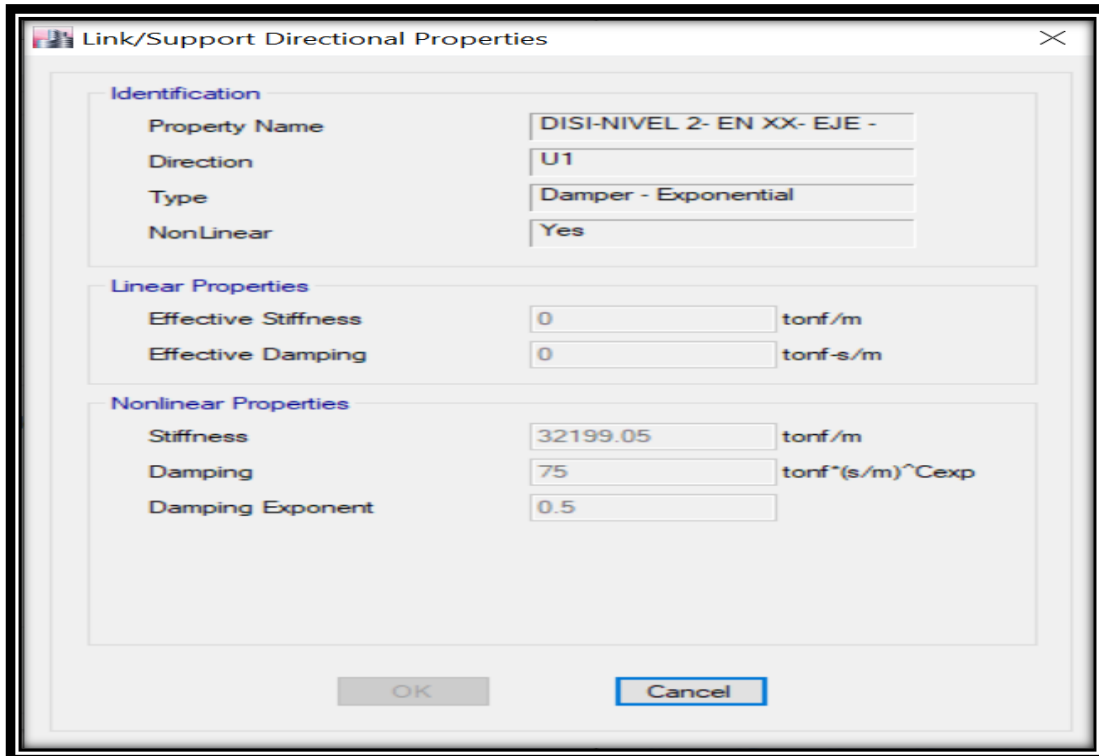 Link/Support Directional Properties
Identification
Property Name DISI-NIVEL 2- EN XX- EJE -
Direction U1
Type Damper - Exponential
NonLinear Yes
Linear Properties
Effective Stiffness 0 tonf/m
Effective Damping 0 tonf-s/m
Nonlinear Properties
Stiffness 32199.05 tonf/m
Damping 75 tonf*(s/m)^Cexp
Damping Exponent 0.5
OK Cancel